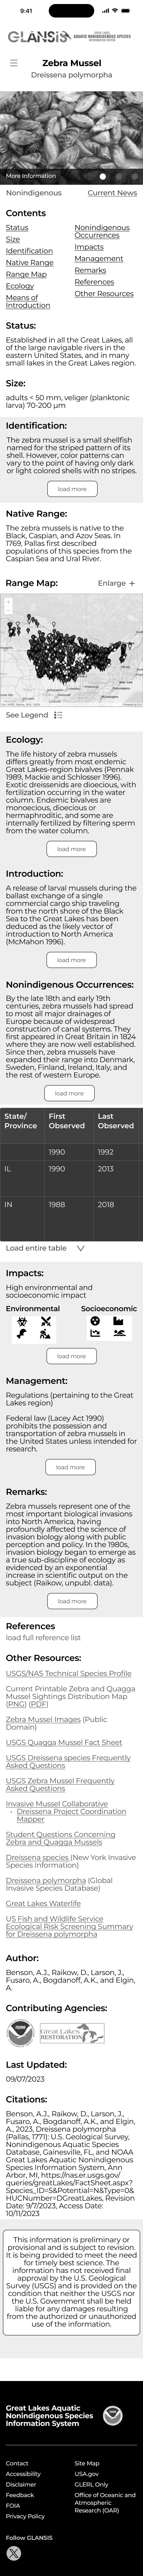 9:41
GLANSIS
GREAT LAKES
AQUATIC NONINDIGENOUS SPECIES
INFORMATION SYSTEM
Zebra Mussel
Dreissena polymorpha
More Information
Nonindigenous
Current News
Contents
Status
Size
Identification
Native Range
Range Map
Ecology
Means of
Introduction
Nonindigenous
Occurrences
Impacts
Management
Remarks
References
Other Resources
Status:
Established in all the Great Lakes, all
of the large navigable rivers in the
eastern United States, and in many
small lakes in the Great Lakes region.
Size:
adults < 50 mm, veliger (planktonic
larva) 70-200 µm
Identification:
The zebra mussel is a small shellfish
named for the striped pattern of its
shell. However, color patterns can vary
to the point of having only dark
or light colored shells with no stripes.
load more
Native Range:
The zebra mussels is native to the
Black, Caspian, and Azov Seas. In
1769, Pallas first described
populations of this species from the
Caspian Sea and Ural River.
Range Map:
Enlarge +
See Legend
Ecology:
The life history of zebra mussels
differs greatly from most endemic
Great Lakes-region bivalves (Pennak
1989, Mackie and Schlosser 1996).
Exotic dreissenids are dioecious, with
fertilization occurring in the water
column. Endemic bivalves are
monoecious, dioecious or
hermaphroditic, and some are
internally fertilized by filtering sperm
from the water column.
load more
Introduction:
A release of larval mussels during the
ballast exchange of a single
commercial cargo ship traveling
from the north shore of the Black
Sea to the Great Lakes has been
deduced as the likely vector of
introduction to North America
(McMahon 1996).
load more
Nonindigenous Occurrences:
By the late 18th and early 19th
centuries, zebra mussels had spread
to most all major drainages of
Europe because of widespread
construction of canal systems. They
first appeared in Great Britain in 1824
where they are now well established.
Since then, zebra mussels have
expanded their range into Denmark,
Sweden, Finland, Ireland, Italy, and
the rest of western Europe.
load more
State/
Province
First
Observed
Last
Observed
1990
1992
IL
1990
2013
IN
1988
2018
Load entire table
Impacts:
High environmental and
socioeconomic impact
Environmental
Socioeconomic
load more
Management:
Regulations (pertaining to the Great
Lakes region)
Federal law (Lacey Act 1990)
prohibits the possession and
transportation of zebra mussels in
the United States unless intended for
research.
load more
Remarks:
Zebra mussels represent one of the
most important biological invasions
into North America, having
profoundly affected the science of
invasion biology along with public
perception and policy. In the 1980s,
invasion biology began to emerge as
a true sub-discipline of ecology as
evidenced by an exponential
increase in scientific output on the
subject (Raikow, unpubl. data).
load more
References
load full reference list
Other Resources:
USGS/NAS Technical Species Profile
Current Printable Zebra and Quagga
Mussel Sightings Distribution Map
(PNG) (PDF)
Zebra Mussel Images (Public
Domain)
USGS Quagga Mussel Fact Sheet
USGS Dreissena species Frequently
Asked Questions
USGS Zebra Mussel Frequently
Asked Questions
Invasive Mussel Collaborative
• Dreissena Project Coordination
Mapper
Student Questions Concerning
Zebra and Quagga Mussels
Dreissena species (New York Invasive
Species Information)
Dreissena polymorpha (Global
Invasive Species Database)
Great Lakes Waterlife
US Fish and Wildlife Service
Ecological Risk Screening Summary
for Dreissena polymorpha
Author:
Benson, A.J., Raikow, D., Larson, J.,
Fusaro, A., Bogdanoff, A.K., and Elgin,
A.
Contributing Agencies:
Great Lakes
RESTORATION
Last Updated:
09/07/2023
Citations:
Benson, A.J., Raikow, D., Larson, J.,
Fusaro, A., Bogdanoff, A.K., and Elgin,
A., 2023, Dreissena polymorpha
(Pallas, 1771): U.S. Geological Survey,
Nonindigenous Aquatic Species
Database, Gainesville, FL, and NOAA
Great Lakes Aquatic Nonindigenous
Species Information System, Ann
Arbor, MI, https://nas.er.usgs.gov/
queries/greatLakes/FactSheet.aspx?
Species_ID=5&Potential=N&Type=0&
HUCNumber=DGreatLakes, Revision
Date: 9/7/2023, Access Date:
10/11/2023
This information is preliminary or
provisional and is subject to revision.
It is being provided to meet the need
for timely best science. The
information has not received final
approval by the U.S. Geological
Survey (USGS) and is provided on the
condition that neither the USGS nor
the U.S. Government shall be held
liable for any damages resulting
from the authorized or unauthorized
use of the information.
Great Lakes Aquatic
Nonindigenous Species
Information System
Contact
Accessibility
Disclaimer
Feedback
FOIA
Privacy Policy
Site Map
USA.gov
GLERL Only
Office of Oceanic and
Atmospheric
Research (OAR)
Follow GLANSIS